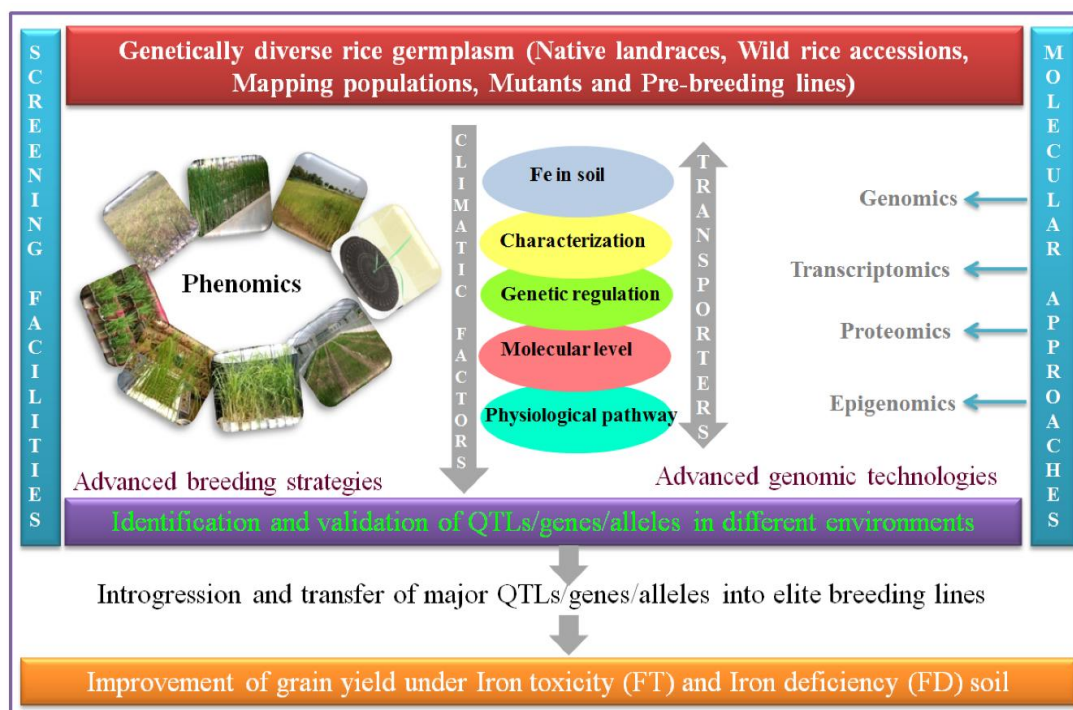 Genetically diverse rice germplasm (Native landraces, Wild rice accessions,
Mapping populations, Mutants and Pre-breeding lines)
SCREENING FACILITIES
Phenomics
CLIMATIC FACTORS
Fe in soil
Characterization
Genetic regulation
Molecular level
Physiological pathway
TRANSPORTERS
Genomics
Transcriptomics
Proteomics
Epigenomics
MOLECULAR APPROACHES
Advanced breeding strategies
Advanced genomic technologies
Identification and validation of QTLs/genes/alleles in different environments
Introgression and transfer of major QTLs/genes/alleles into elite breeding lines
Improvement of grain yield under Iron toxicity (FT) and Iron deficiency (FD) soil